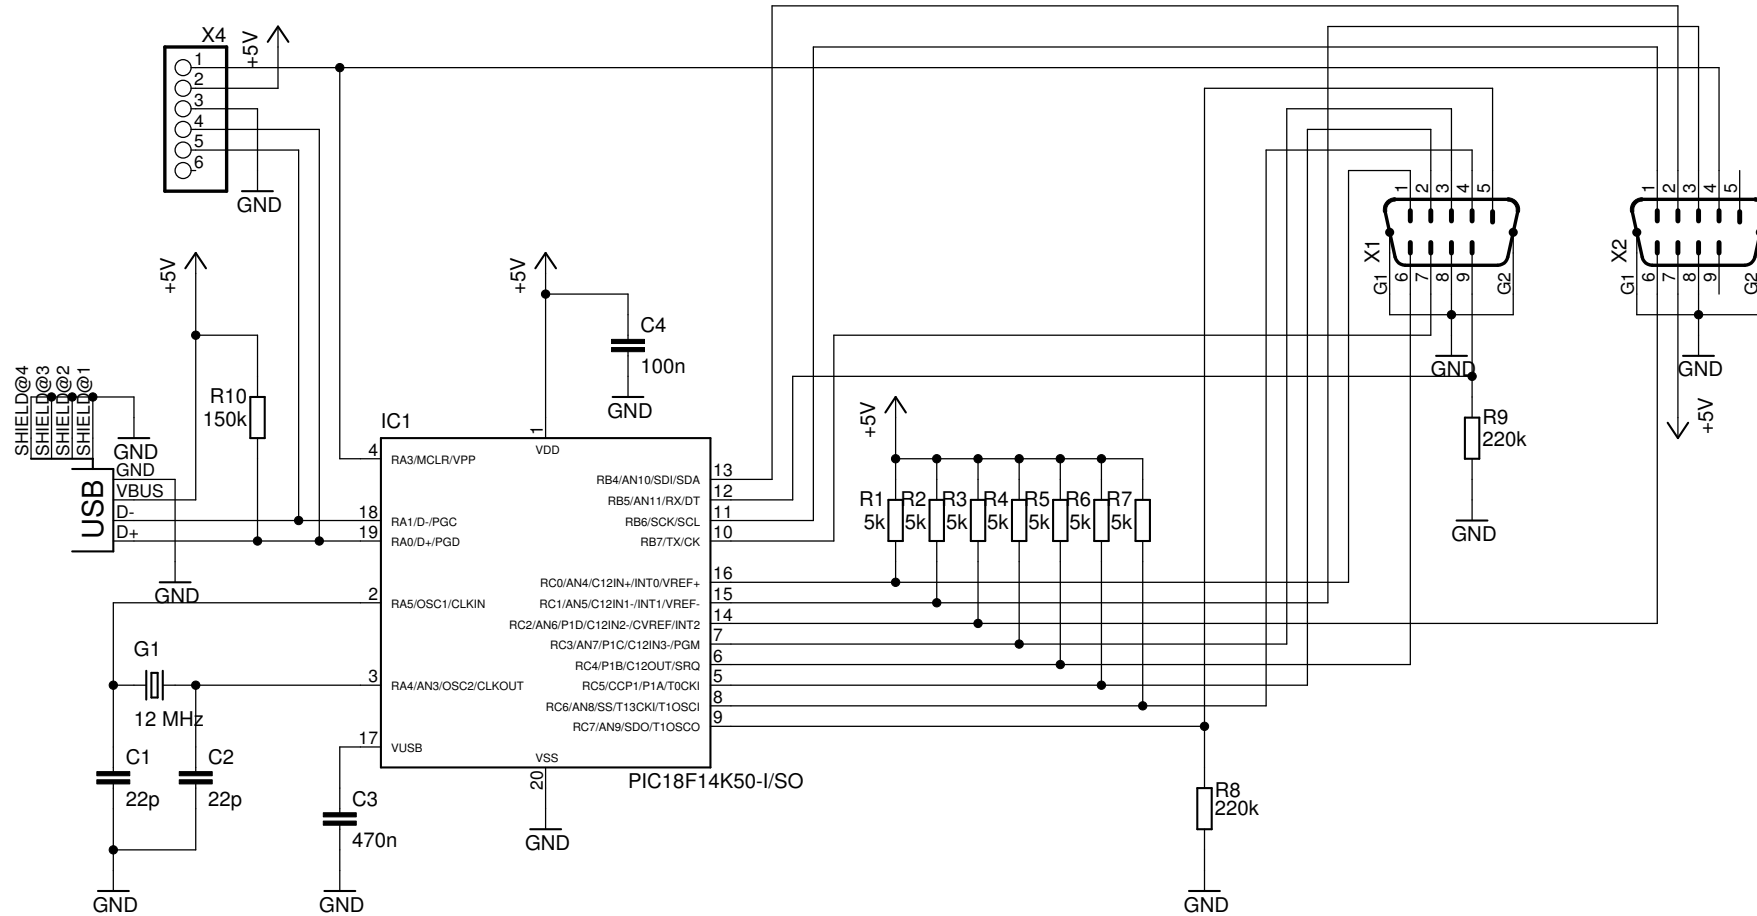 X4
1
2
3
4
5
6
+5V
GND
+5V
+5V
C4
100n
GND
1 2 3 4 5
X1
G1 6 7 8 9 G2
GND
1 2 3 4 5
X2
G1 6 7 8 9 G2
GND
+5V
SHIELD@4
SHIELD@3
SHIELD@2
SHIELD@1
GND
R10
150k
USB
GND
VBUS
D-
D+
GND
IC1
1
VDD
4 RA3/MCLR/VPP
18 RA1/D-/PGC
19 RA0/D+/PGD
2 RA5/OSC1/CLKIN
3 RA4/AN3/OSC2/CLKOUT
17 VUSB
RB4/AN10/SDI/SDA 13
RB5/AN11/RX/DT 12
RB6/SCK/SCL 11
RB7/TX/CK 10
RC0/AN4/C12IN+/INT0/VREF+ 16
RC1/AN5/C12IN1-/INT1/VREF- 15
RC2/AN6/P1D/C12IN2-/CVREF/INT2 14
RC3/AN7/P1C/C12IN3-/PGM 7
RC4/P1B/C12OUT/SRQ 6
RC5/CCP1/P1A/T0CKI 5
RC6/AN8/SS/T13CKI/T1OSCI 8
RC7/AN9/SDO/T1OSCO 9
VSS
20
PIC18F14K50-I/SO
GND
+5V
R1 R2 R3 R4 R5 R6 R7
5k 5k 5k 5k 5k 5k 5k
R9
220k
GND
G1
12 MHz
C1
22p
C2
22p
GND
C3
470n
GND
R8
220k
GND